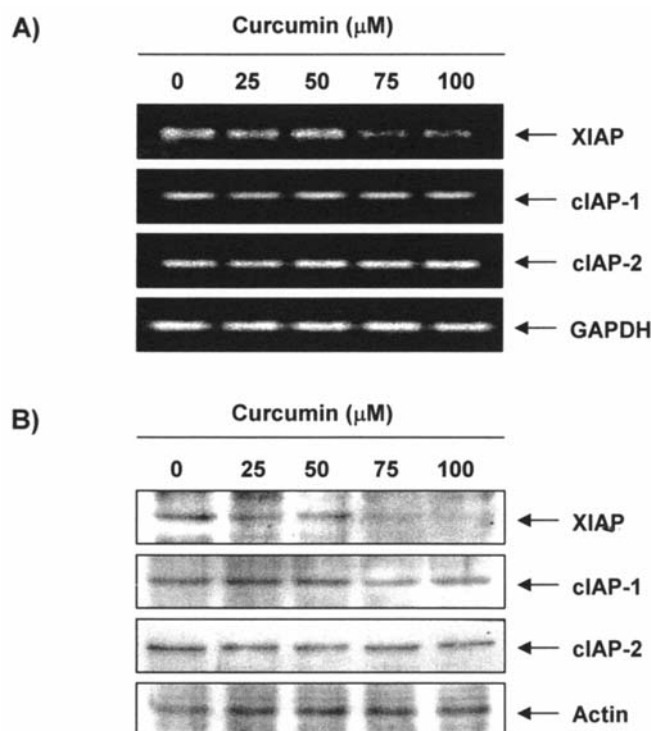 A)
Curcumin (μM)
0 25 50 75 100
XIAP
cIAP-1
cIAP-2
GAPDH
B)
Curcumin (μM)
0 25 50 75 100
XIAP
cIAP-1
cIAP-2
Actin